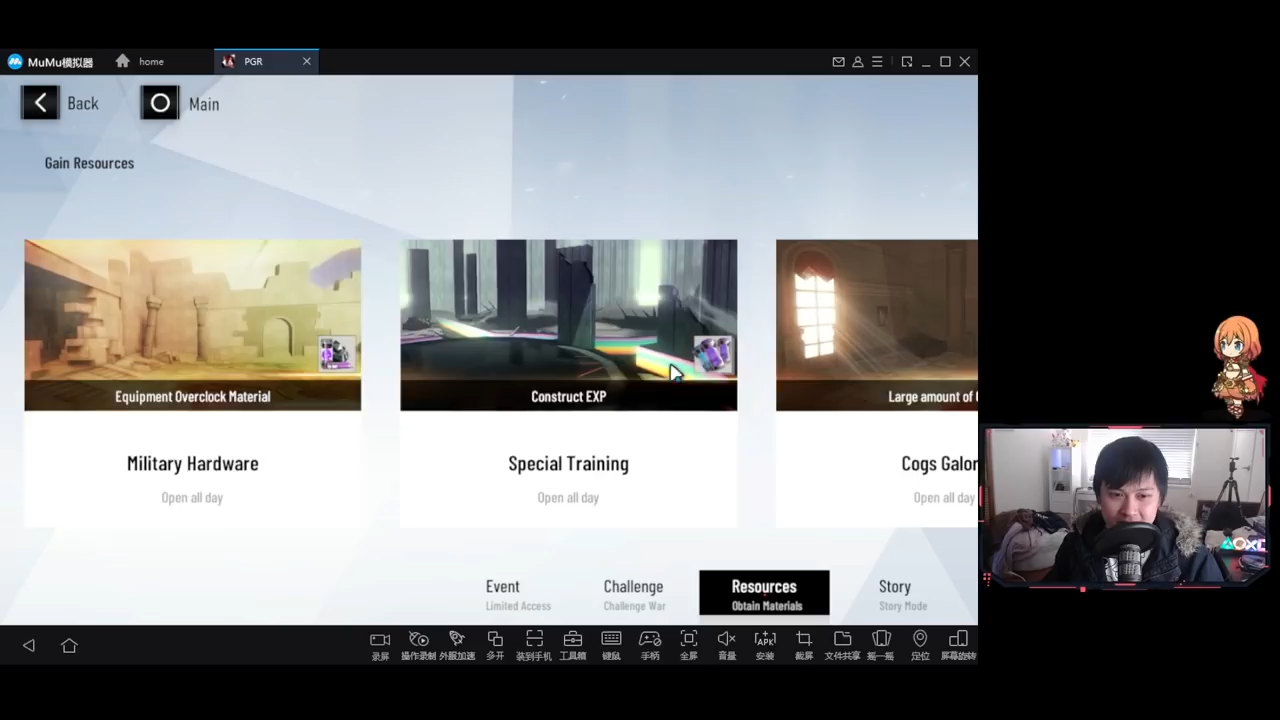 MuMu模拟器
home
PGR
Back
Main
Gain Resources
Equipment Overclock Material
Construct EXP
Large amount of
Military Hardware
Special Training
Cogs Galor
Open all day
Open all day
Open all day
Event
Challenge
Resources
Story
Limited Access
Challenge War
Obtain Materials
Story Mode
录屏
操作录制
外服加速
多开
装到手机
工具箱
键鼠
手柄
全屏
音量
APK
安装
截屏
文件共享
摇一摇
定位
屏幕旋转